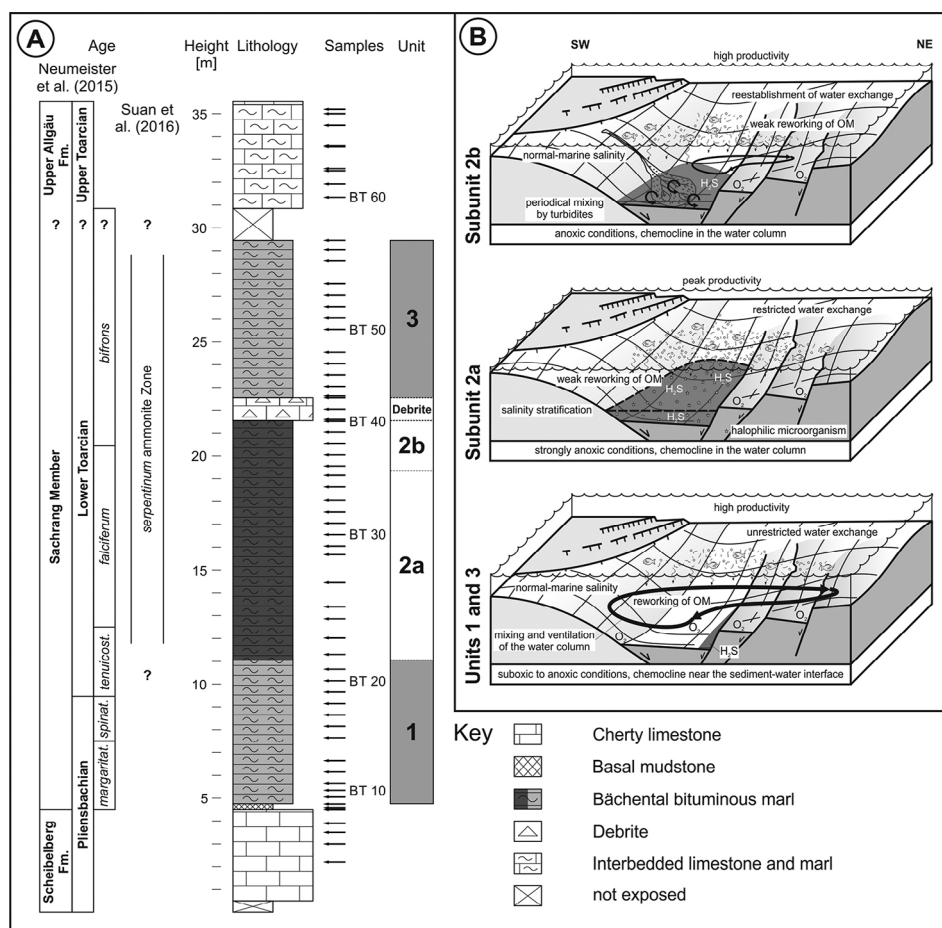 A
Age
Neumeister
et al. (2015)
Suan et
al. (2016)
Height
[m]
Lithology
Samples
Unit
Upper Allgäu
Fm.
Upper Toarcian
?
?
?
?
Sachrang Member
Lower Toarcian
bifrons
falciferum
tenuicost.
serpentinum ammonite Zone
?
Pliensbachian
spinat.
margaritat.
Scheibelberg
Fm.
35
30
25
20
15
10
5
BT 60
BT 50
BT 40
BT 30
BT 20
BT 10
3
Debrite
2b
2a
1
B
SW
NE
Subunit 2b
high productivity
reestablishment of water exchange
weak reworking of OM
normal-marine salinity
H₂S
O₂
O₂
periodical mixing
by turbidites
anoxic conditions, chemocline in the water column
Subunit 2a
peak productivity
restricted water exchange
weak reworking of OM
H₂S
H₂S
salinity stratification
H₂S
halophilic microorganism
strongly anoxic conditions, chemocline in the water column
Units 1 and 3
high productivity
unrestricted water exchange
normal-marine salinity
reworking of OM
O₂
O₂
O₂
O₂
mixing and ventilation
of the water column
H₂S
suboxic to anoxic conditions, chemocline near the sediment-water interface
Key
Cherty limestone
Basal mudstone
Bächental bituminous marl
Debrite
Interbedded limestone and marl
not exposed